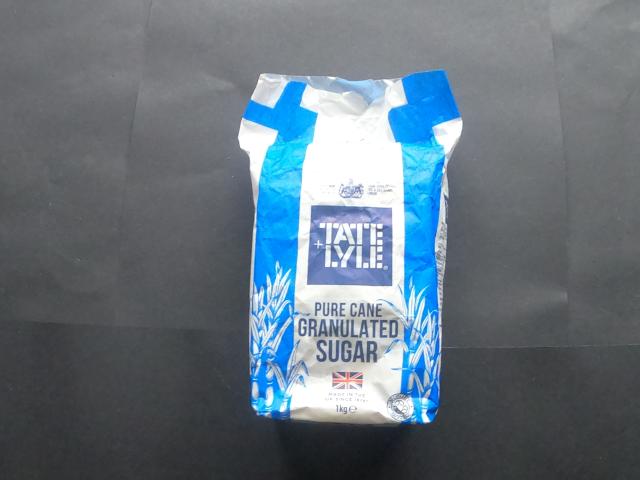 TATE
+LYLE®
PURE CANE
GRANULATED
SUGAR
MADE IN THE
UK SINCE 1878
1kg ℮